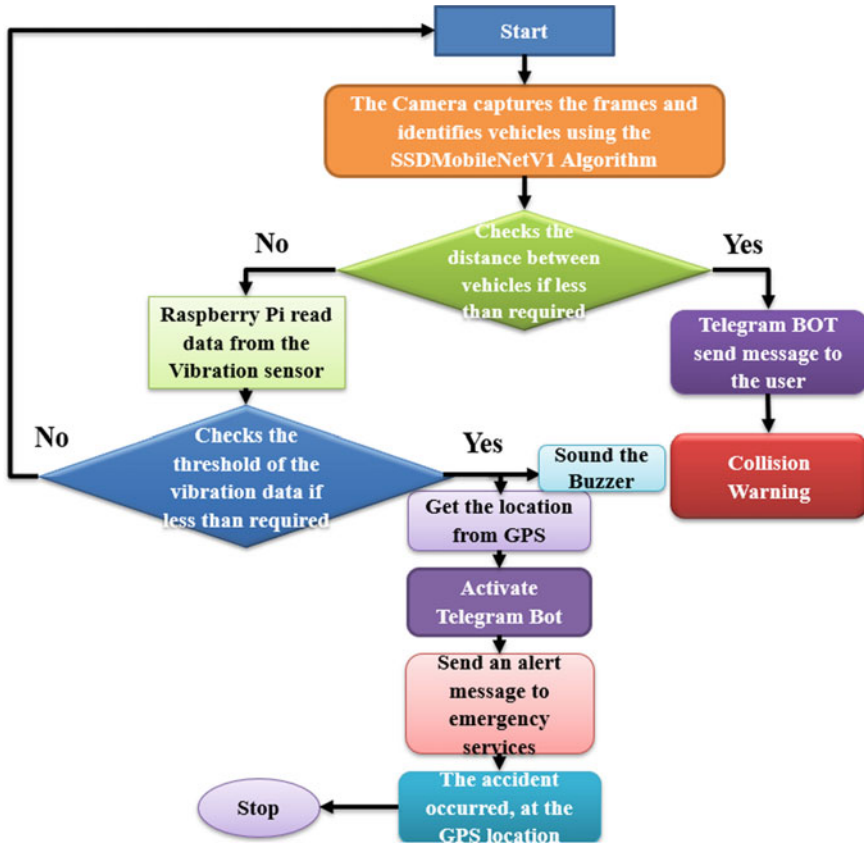 Start
The Camera captures the frames and
identifies vehicles using the
SSDMobileNetV1 Algorithm
No
Checks the
distance between
vehicles if less
than required
Yes
Raspberry Pi read
data from the
Vibration sensor
Telegram BOT
send message to
the user
No
Checks the
threshold of the
vibration data if
less than required
Yes
Sound the
Buzzer
Collision
Warning
Get the location
from GPS
Activate
Telegram Bot
Send an alert
message to
emergency
services
The accident
occurred, at the
GPS location
Stop